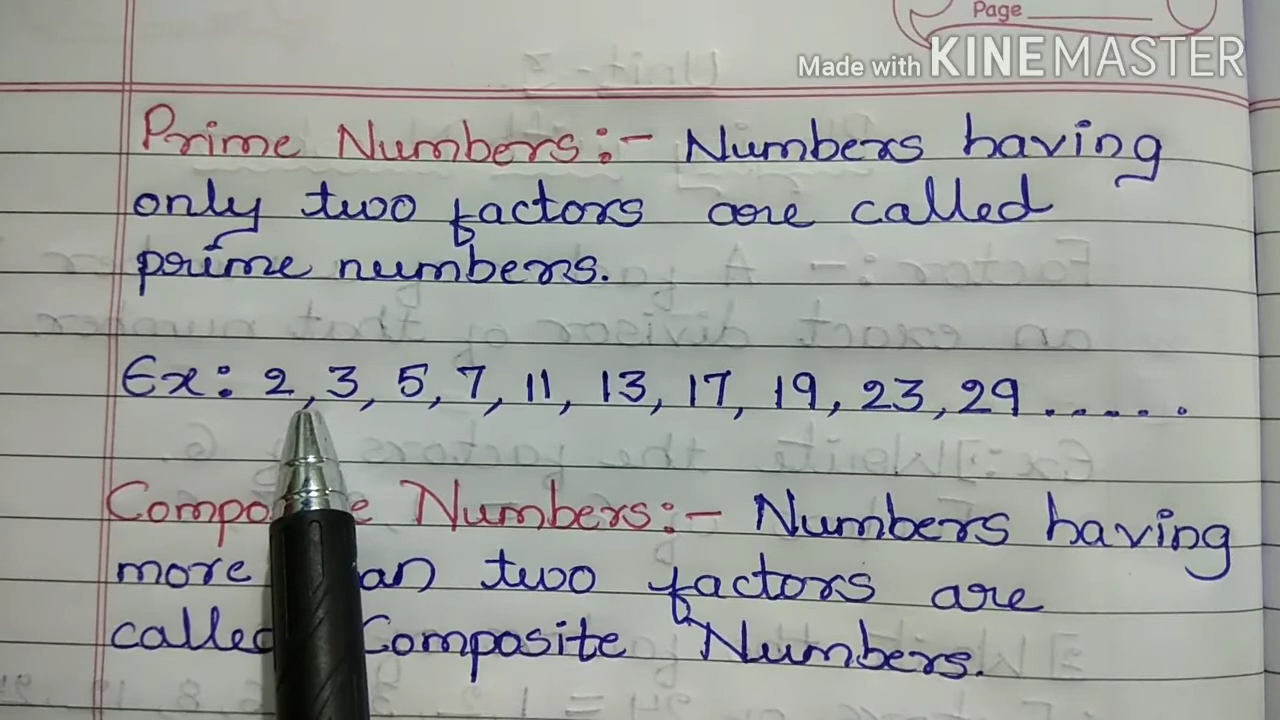 Page
Made with KINEMASTER
Prime Numbers:- Numbers having
only two factors are called
prime numbers.
Ex: 2, 3, 5, 7, 11, 13, 17, 19, 23, 29 . . . . .
Numbers:- Numbers having
more two factors are
Composite Numbers.